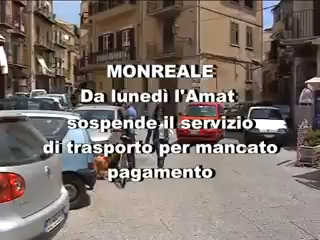 MONREALE
Da lunedì l'Amat
sospende il servizio
di trasporto per mancato
pagamento